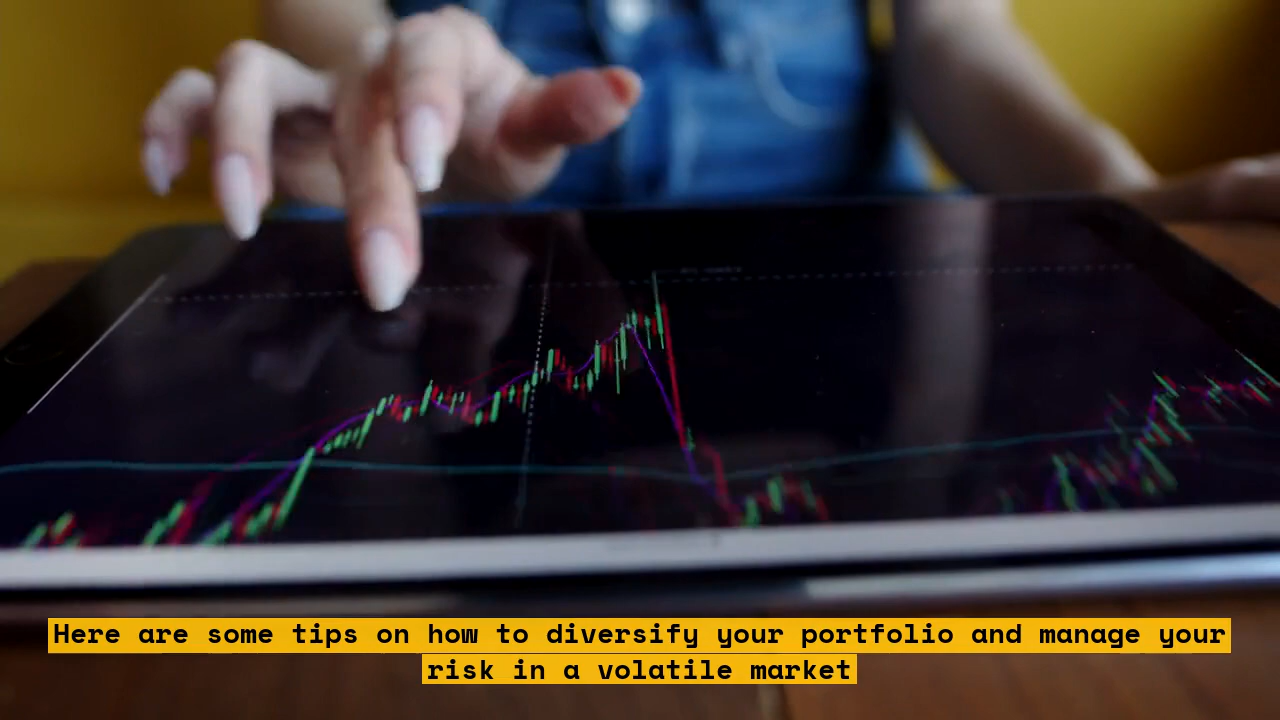 Here are some tips on how to diversify your portfolio and manage your
risk in a volatile market